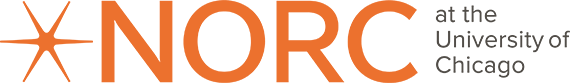 NORC
at the
University of
Chicago